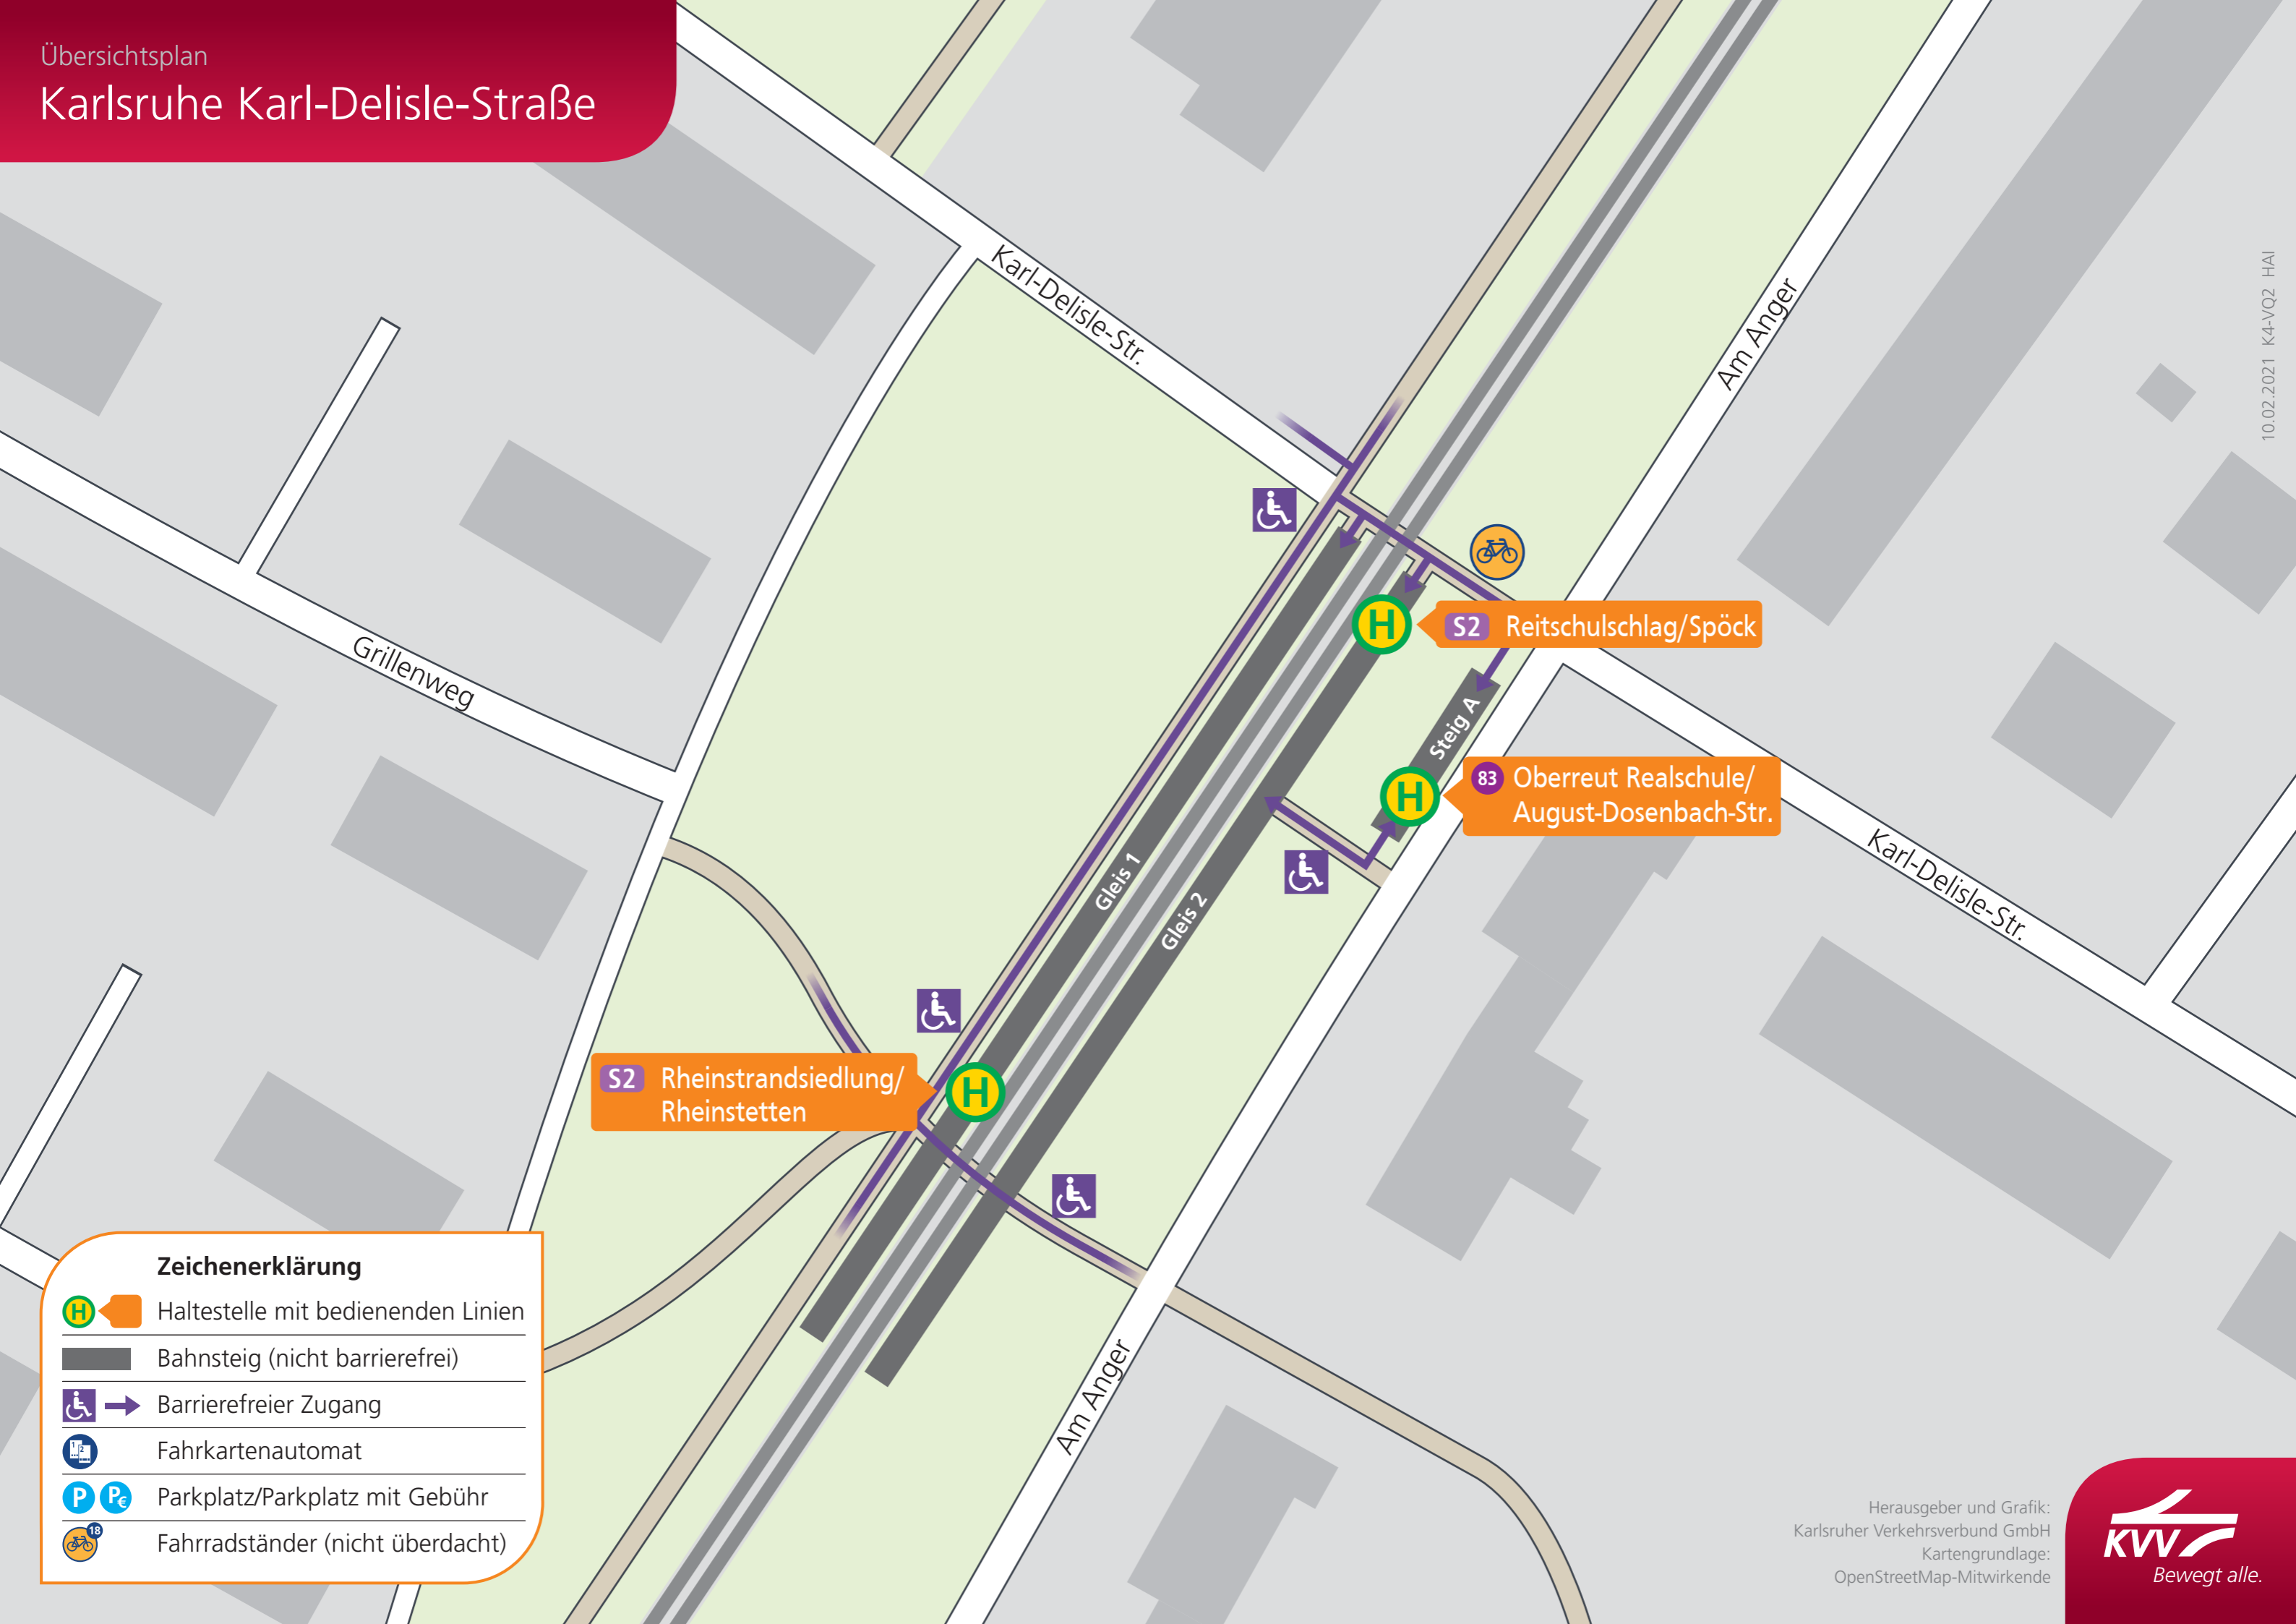 Übersichtsplan
Karlsruhe Karl-Delisle-Straße
10.02.2021 K4-VQ2 HAI
Karl-Delisle-Str.
Am Anger
Grillenweg
H
S2 Reitschulschlag/Spöck
Steig A
H
83 Oberreut Realschule/
August-Dosenbach-Str.
Karl-Delisle-Str.
Gleis 1
Gleis 2
S2 Rheinstrandsiedlung/
Rheinstetten
H
Am Anger
Zeichenerklärung
H Haltestelle mit bedienenden Linien
Bahnsteig (nicht barrierefrei)
Barrierefreier Zugang
1 2 Fahrkartenautomat
P P€ Parkplatz/Parkplatz mit Gebühr
18 Fahrradständer (nicht überdacht)
Herausgeber und Grafik:
Karlsruher Verkehrsverbund GmbH
Kartengrundlage:
OpenStreetMap-Mitwirkende
KVV
Bewegt alle.